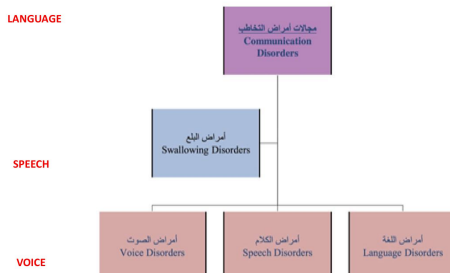 LANGUAGE
مجالات أمراض التخاطب
Communication
Disorders
أمراض البلع
Swallowing Disorders
SPEECH
أمراض الصوت
Voice Disorders
أمراض الكلام
Speech Disorders
أمراض اللغة
Language Disorders
VOICE